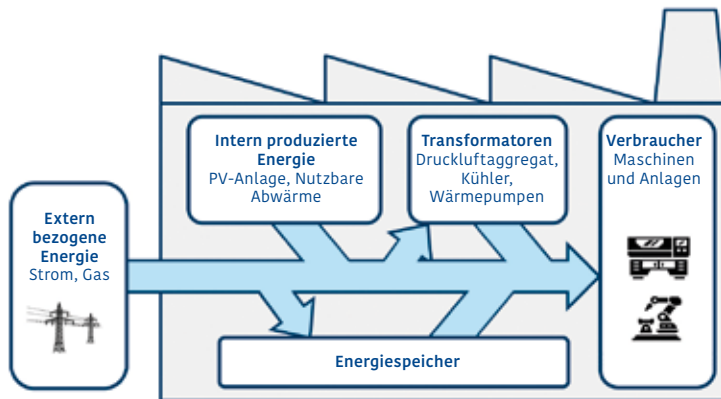 Extern
bezogene
Energie
Strom, Gas
Intern produzierte
Energie
PV-Anlage, Nutzbare
Abwärme
Transformatoren
Druckluftaggregat,
Kühler,
Wärmepumpen
Verbraucher
Maschinen
und Anlagen
Energiespeicher